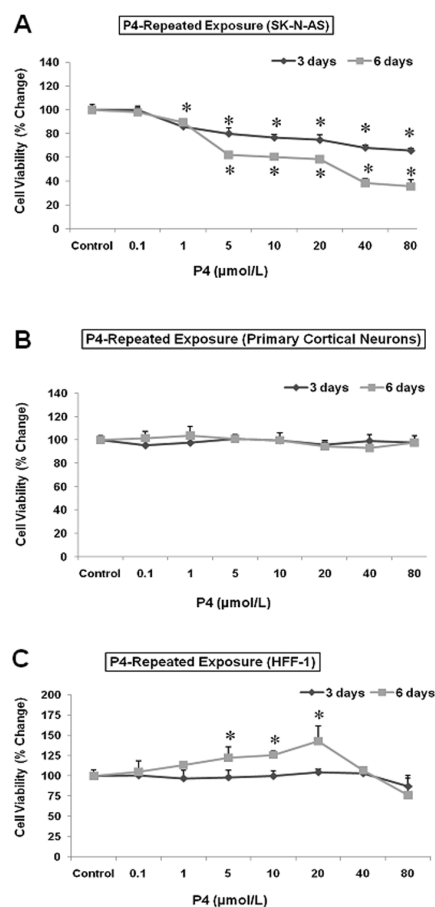 A
P4-Repeated Exposure (SK-N-AS)
3 days 6 days
Cell Viability (% Change)
140
120
100
80
60
40
20
0
* * * * * *
* * * * *
Control 0.1 1 5 10 20 40 80
P4 (µmol/L)
B
P4-Repeated Exposure (Primary Cortical Neurons)
3 days 6 days
Cell Viability (% Change)
140
120
100
80
60
40
20
0
Control 0.1 1 5 10 20 40 80
P4 (µmol/L)
C
P4-Repeated Exposure (HFF-1)
3 days 6 days
Cell Viability (% Change)
200
175
150
125
100
75
50
25
0
* * *
Control 0.1 1 5 10 20 40 80
P4 (µmol/L)